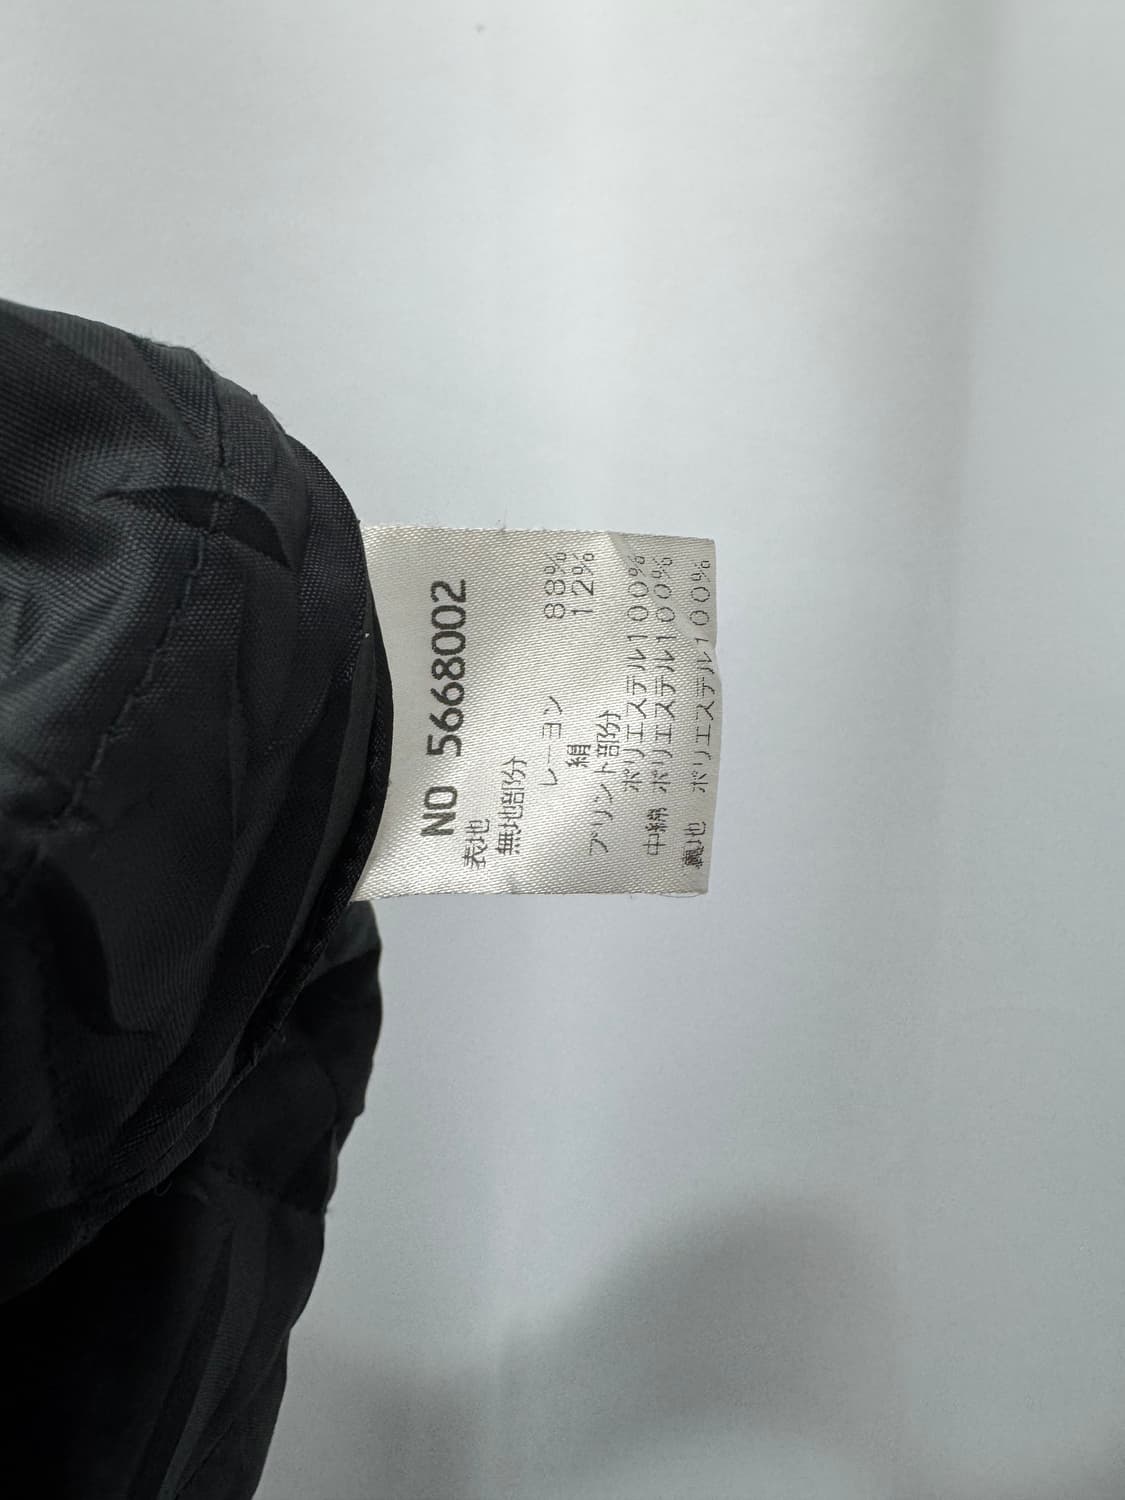 NO 5668002
表地
無地部分
レーヨン 88%
絹 12%
プリント部分
ポリエステル100%
中綿 ポリエステル100%
裏地 ポリエステル100%